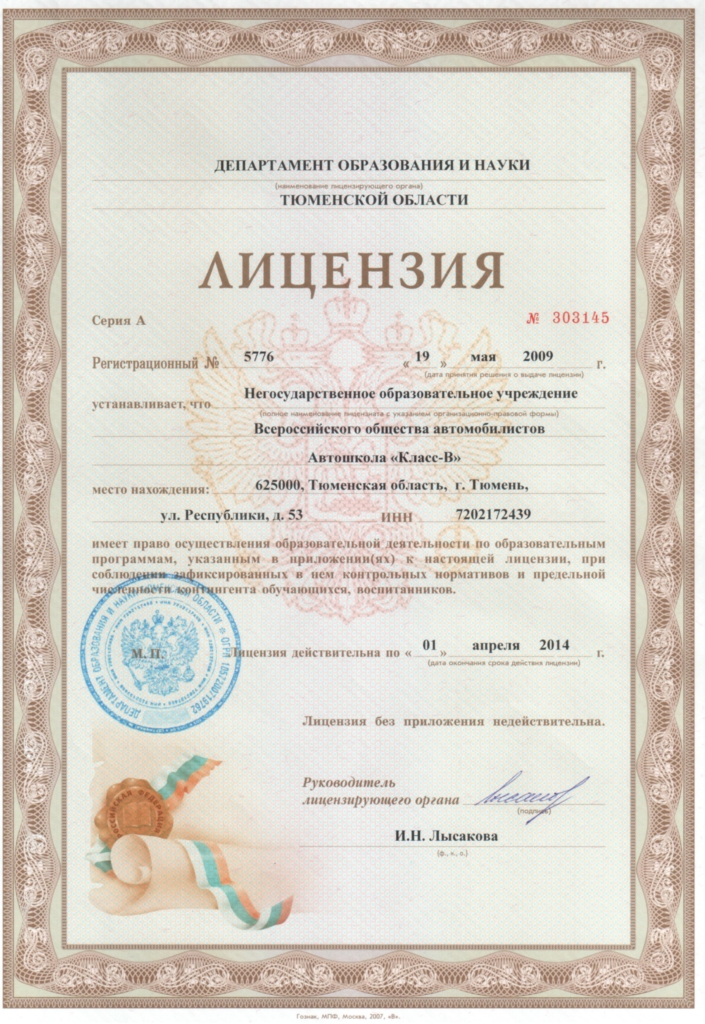 ДЕПАРТАМЕНТ ОБРАЗОВАНИЯ И НАУКИ
(наименование лицензирующего органа)
ТЮМЕНСКОЙ ОБЛАСТИ
ЛИЦЕНЗИЯ
Серия А № 303145
Регистрационный № 5776 « 19 » мая 2009 г.
(дата принятия решения о выдаче лицензии)
устанавливает, что Негосударственное образовательное учреждение
(полное наименование лицензиата с указанием организационно-правовой формы)
Всероссийского общества автомобилистов
Автошкола «Класс-В»
место нахождения: 625000, Тюменская область, г. Тюмень,
ул. Республики, д. 53 ИНН 7202172439
имеет право осуществления образовательной деятельности по образовательным
программам, указанным в приложении(ях) к настоящей лицензии, при
соблюдении зафиксированных в нем контрольных нормативов и предельной
численности контингента обучающихся, воспитанников.
М. П. Лицензия действительна по « 01 » апреля 2014 г.
(дата окончания срока действия лицензии)
ДЕПАРТАМЕНТ ОБРАЗОВАНИЯ И НАУКИ ОБЛАСТИ
Лицензия без приложения недействительна.
Руководитель
лицензирующего органа
(подпись)
И.Н. Лысакова
(ф., и., о.)
Гознак, МПФ, Москва, 2007, «В».